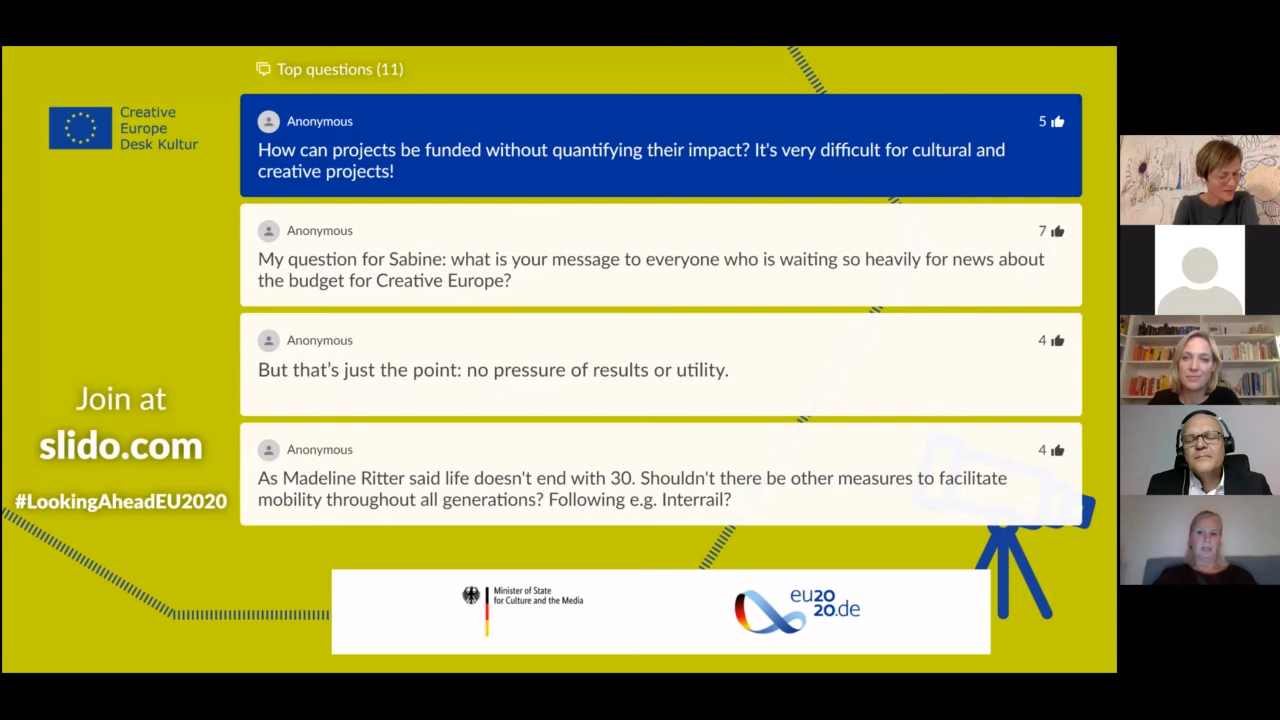 Top questions (11)
Creative
Europe
Desk Kultur
Anonymous
5
How can projects be funded without quantifying their impact? It's very difficult for cultural and
creative projects!
Anonymous
7
My question for Sabine: what is your message to everyone who is waiting so heavily for news about
the budget for Creative Europe?
Anonymous
4
But that’s just the point: no pressure of results or utility.
Anonymous
4
As Madeline Ritter said life doesn't end with 30. Shouldn't there be other measures to facilitate
mobility throughout all generations? Following e.g. Interrail?
Join at
slido.com
#LookingAheadEU2020
Minister of State
for Culture and the Media
eu20
20.de